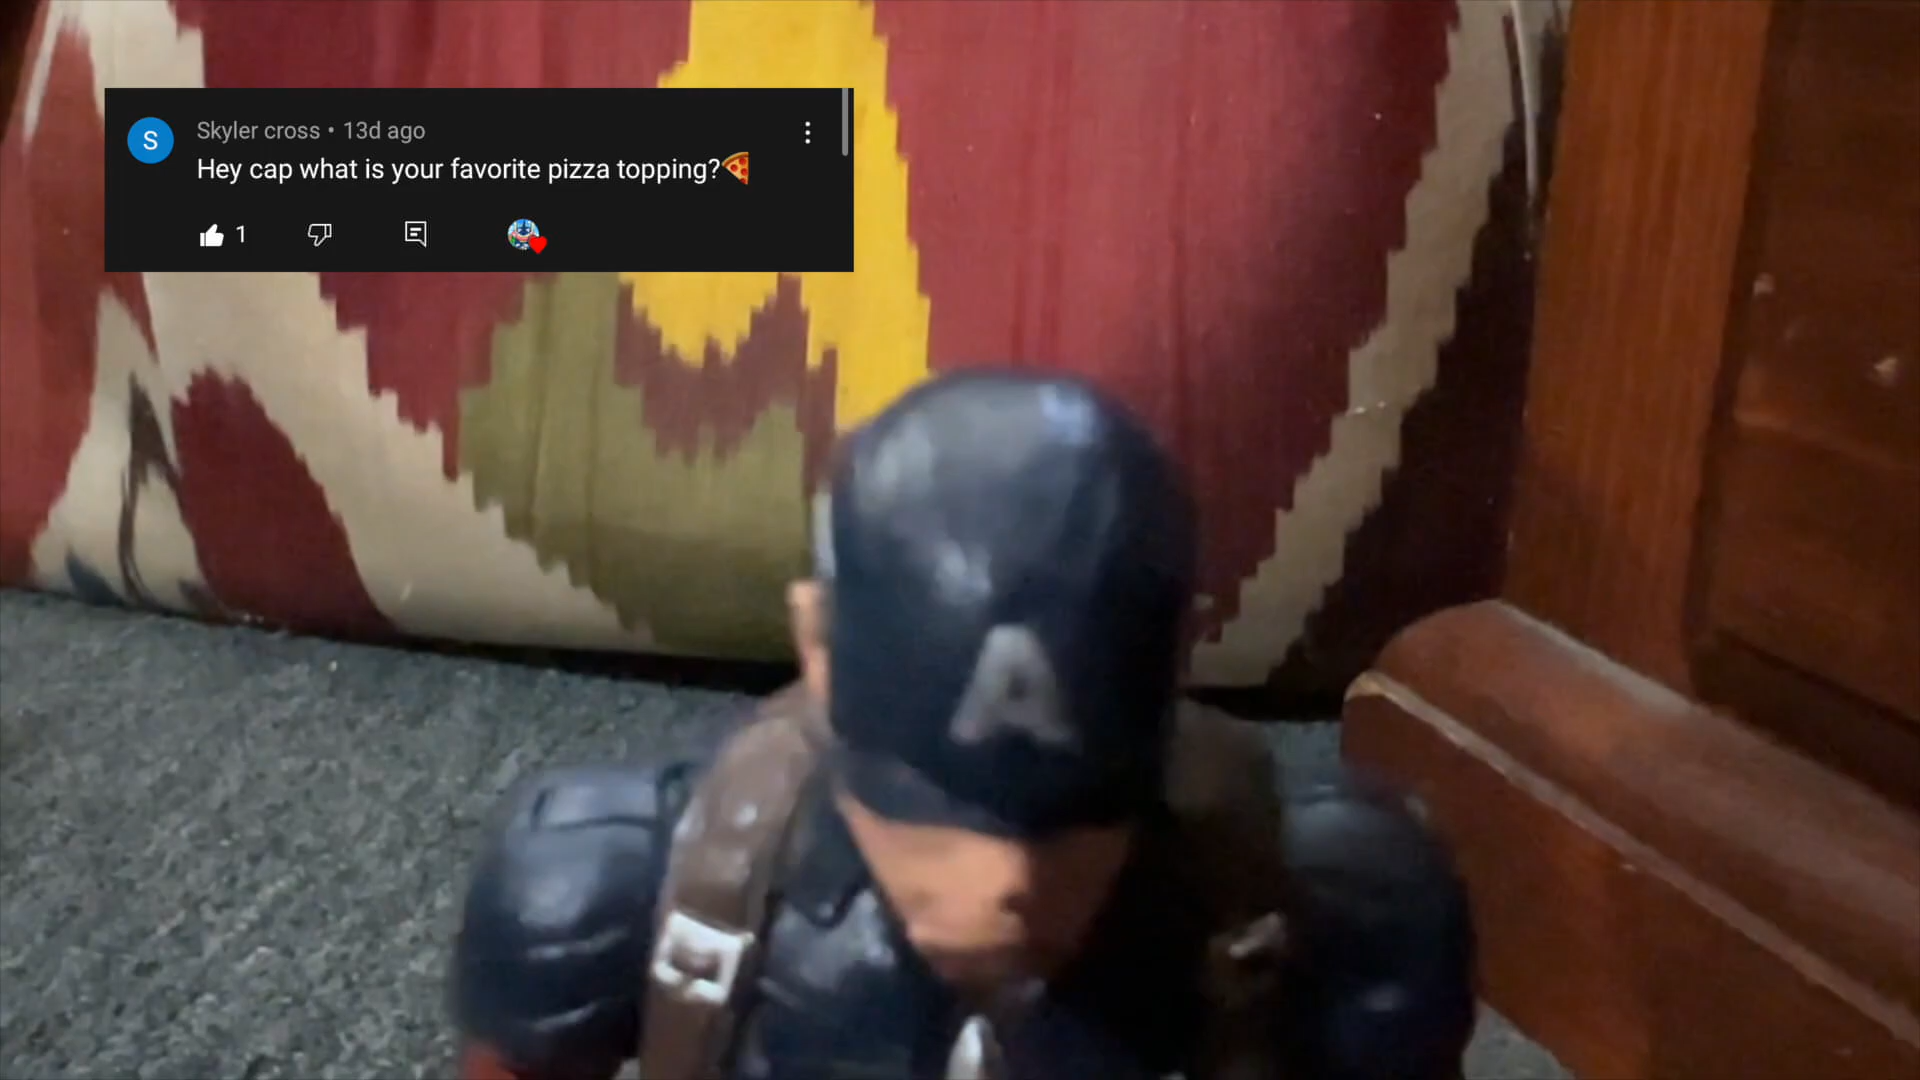 S
Skyler cross • 13d ago
Hey cap what is your favorite pizza topping?🍕
1
A